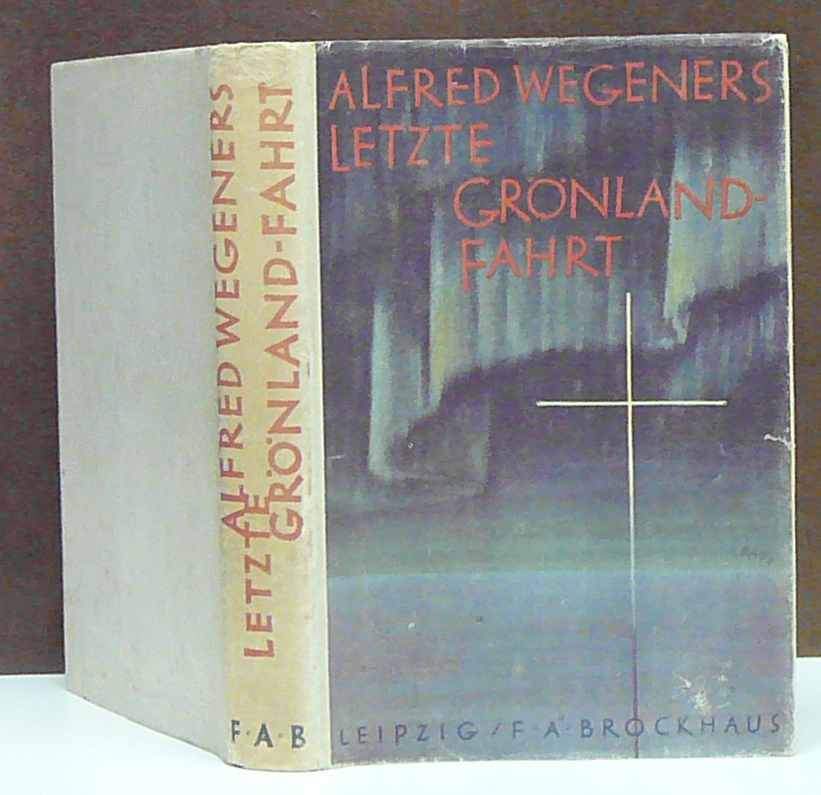 ALFRED WEGENERS
LETZTE
GRÖNLAND-
FAHRT
LEIPZIG / F·A·BROCKHAUS
ALFRED WEGENERS
LETZTE
GRÖNLAND-FAHRT
F·A·B